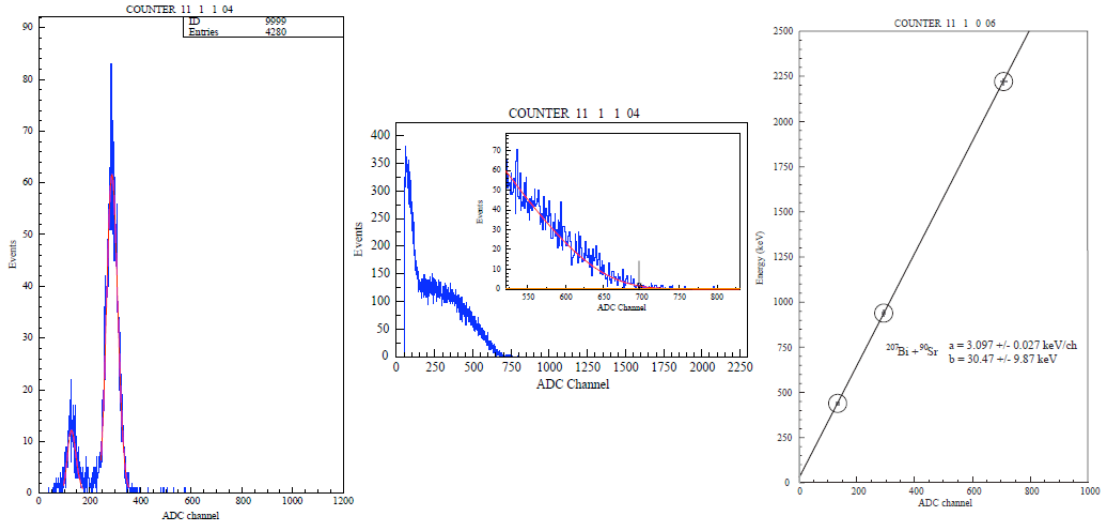 COUNTER 11 1 1 04
ID 9999
Entries 4280
Events
90
80
70
60
50
40
30
20
10
0
0 200 400 600 800 1000 1200
ADC channel
COUNTER 11 1 1 04
Events
400
350
300
250
200
150
100
50
0
0 250 500 750 1000 1250 1500 1750 2000 2250
ADC Channel
Events
70
60
50
40
30
20
10
0
550 600 650 700 750 800
ADC Channel
COUNTER 11 1 0 06
Energy (keV)
2500
2250
2000
1750
1500
1250
1000
750
500
250
0
207Bi + 90Sr
a = 3.097 +/- 0.027 keV/ch
b = 30.47 +/- 9.87 keV
0 200 400 600 800 1000
ADC channel